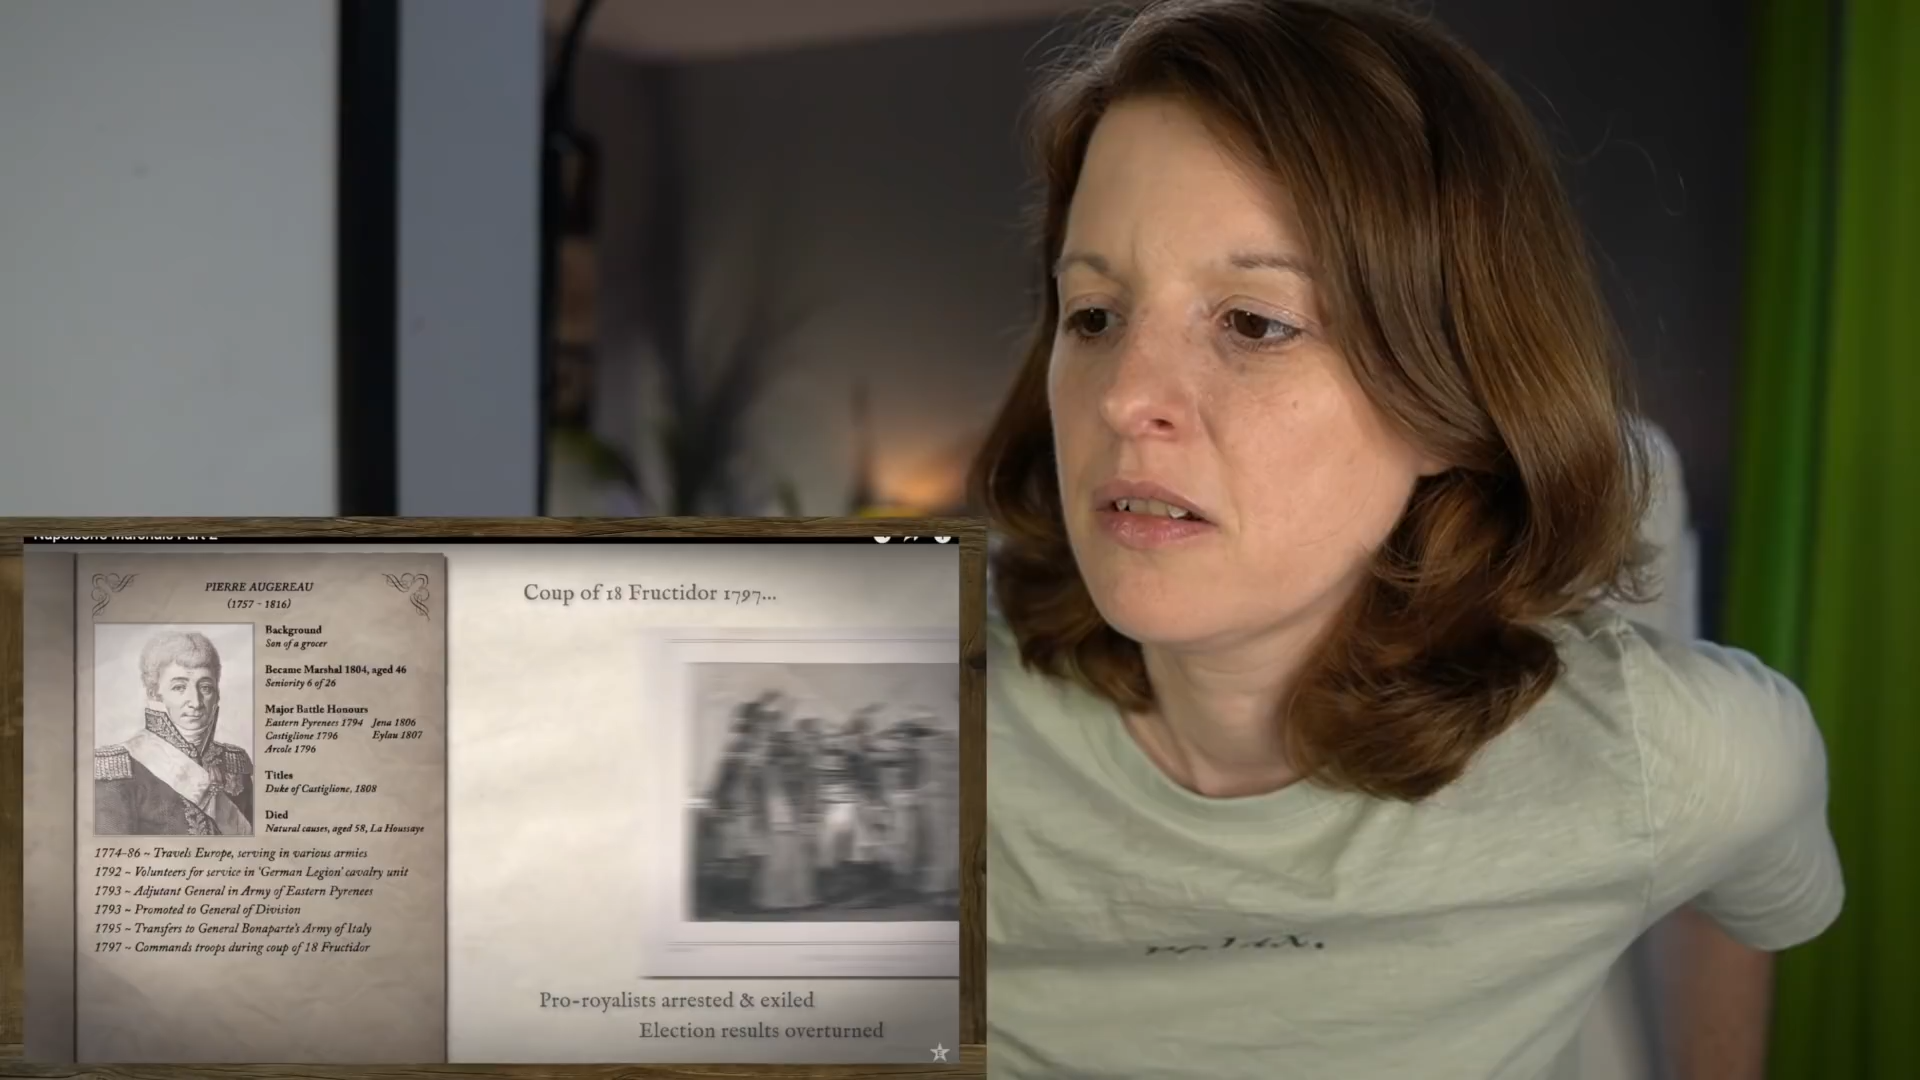 Napoleon's Marshals Part 2
PIERRE AUGEREAU
(1757 - 1816)
Background
Son of a grocer
Became Marshal 1804, aged 46
Seniority 6 of 26
Major Battle Honours
Eastern Pyrenees 1794 Jena 1806
Castiglione 1796 Eylau 1807
Arcole 1796
Titles
Duke of Castiglione, 1808
Died
Natural causes, aged 58, La Houssaye
1774-86 ~ Travels Europe, serving in various armies
1792 ~ Volunteers for service in 'German Legion' cavalry unit
1793 ~ Adjutant General in Army of Eastern Pyrenees
1793 ~ Promoted to General of Division
1795 ~ Transfers to General Bonaparte's Army of Italy
1797 ~ Commands troops during coup of 18 Fructidor
Coup of 18 Fructidor 1797...
Pro-royalists arrested & exiled
Election results overturned